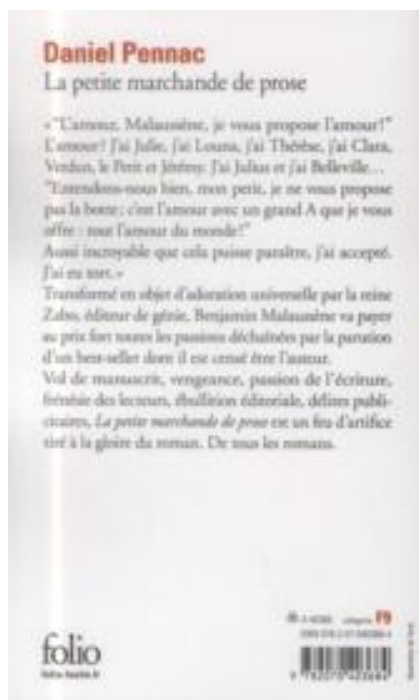 Daniel Pennac
La petite marchande de prose
« "L'amour, Malaussène, je vous propose l'amour !"
L'amour ? J'ai Julie, j'ai Louna, j'ai Thérèse, j'ai Clara,
Verdun, le Petit et Jérémy. J'ai Julius et j'ai Belleville…
"Entendons-nous bien, mon petit, je ne vous propose
pas la botte ; c'est l'amour avec un grand A que je vous
offre : tout l'amour du monde !"
Aussi incroyable que cela puisse paraître, j'ai accepté.
J'ai eu tort. »
Transformé en objet d'adoration universelle par la reine
Zabo, éditeur de génie, Benjamin Malaussène va payer
au prix fort toutes les passions déchaînées par la parution
d'un best-seller dont il est censé être l'auteur.
Vol de manuscrit, vengeance, passion de l'écriture,
frénésie des lecteurs, ébullition éditoriale, délires publi-
citaires, La petite marchande de prose est un feu d'artifice
tiré à la gloire du roman. De tous les romans.
F9
folio